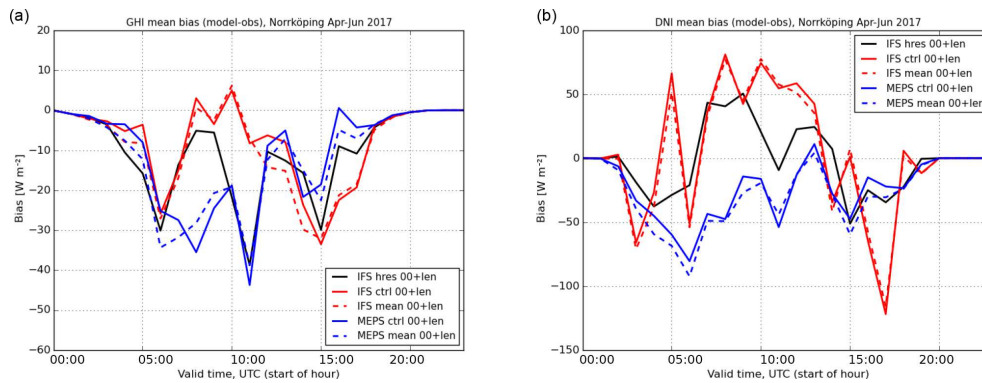 (a)
GHI mean bias (model-obs), Norrköping Apr-Jun 2017
20
10
0
−10
−20
−30
−40
−50
−60
Bias [W m⁻²]
IFS hres 00+len
IFS ctrl 00+len
IFS mean 00+len
MEPS ctrl 00+len
MEPS mean 00+len
00:00 05:00 10:00 15:00 20:00
Valid time, UTC (start of hour)
(b)
DNI mean bias (model-obs), Norrköping Apr-Jun 2017
100
50
0
−50
−100
−150
Bias [W m⁻²]
IFS hres 00+len
IFS ctrl 00+len
IFS mean 00+len
MEPS ctrl 00+len
MEPS mean 00+len
00:00 05:00 10:00 15:00 20:00
Valid time, UTC (start of hour)